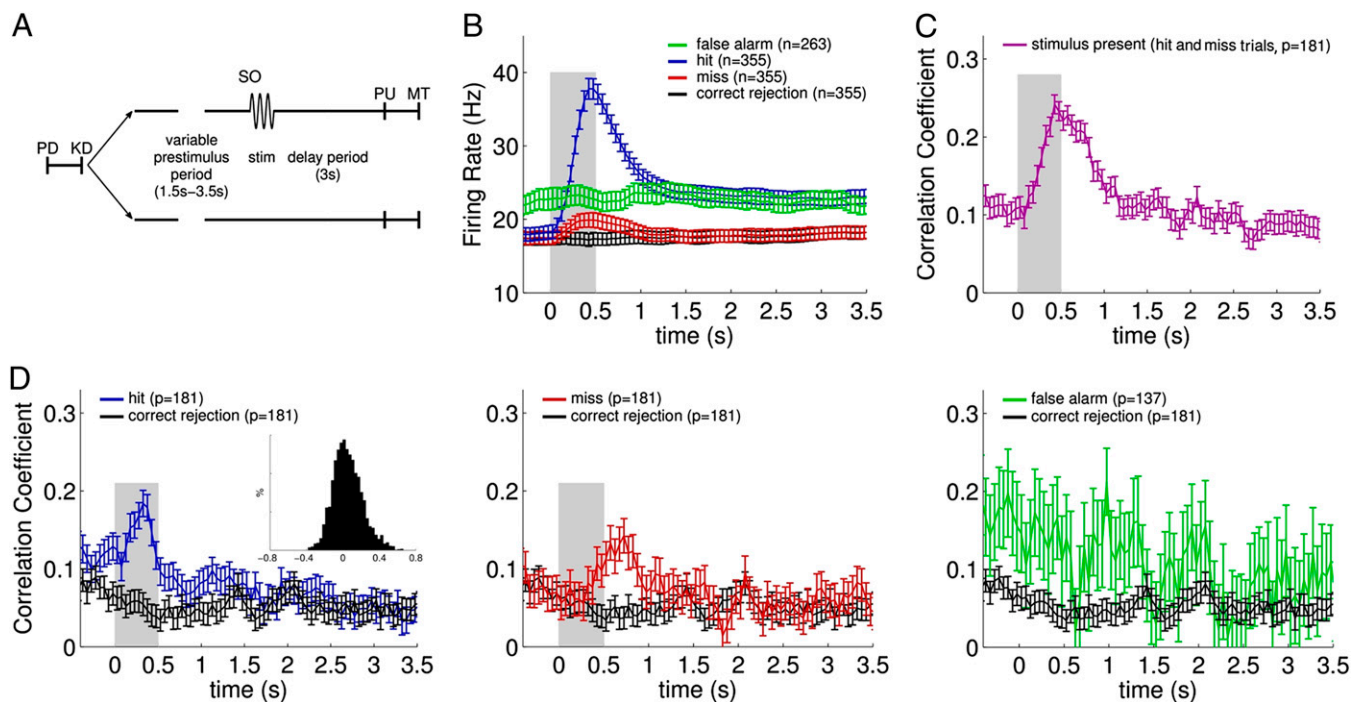 A
SO
PU MT
PD KD
variable
prestimulus
period
(1.5s–3.5s)
stim
delay period
(3s)
B
false alarm (n=263)
hit (n=355)
miss (n=355)
correct rejection (n=355)
Firing Rate (Hz)
40
30
20
10
0 0.5 1 1.5 2 2.5 3 3.5
time (s)
C
stimulus present (hit and miss trials, p=181)
Correlation Coefficient
0.3
0.2
0.1
0
0 0.5 1 1.5 2 2.5 3 3.5
time (s)
D
hit (p=181)
correct rejection (p=181)
Correlation Coefficient
0.3
0.2
0.1
0
%
−0.8 −0.4 0 0.4 0.8
0 0.5 1 1.5 2 2.5 3 3.5
time (s)
miss (p=181)
correct rejection (p=181)
0.3
0.2
0.1
0
0 0.5 1 1.5 2 2.5 3 3.5
time (s)
false alarm (p=137)
correct rejection (p=181)
0.3
0.2
0.1
0
0 0.5 1 1.5 2 2.5 3 3.5
time (s)